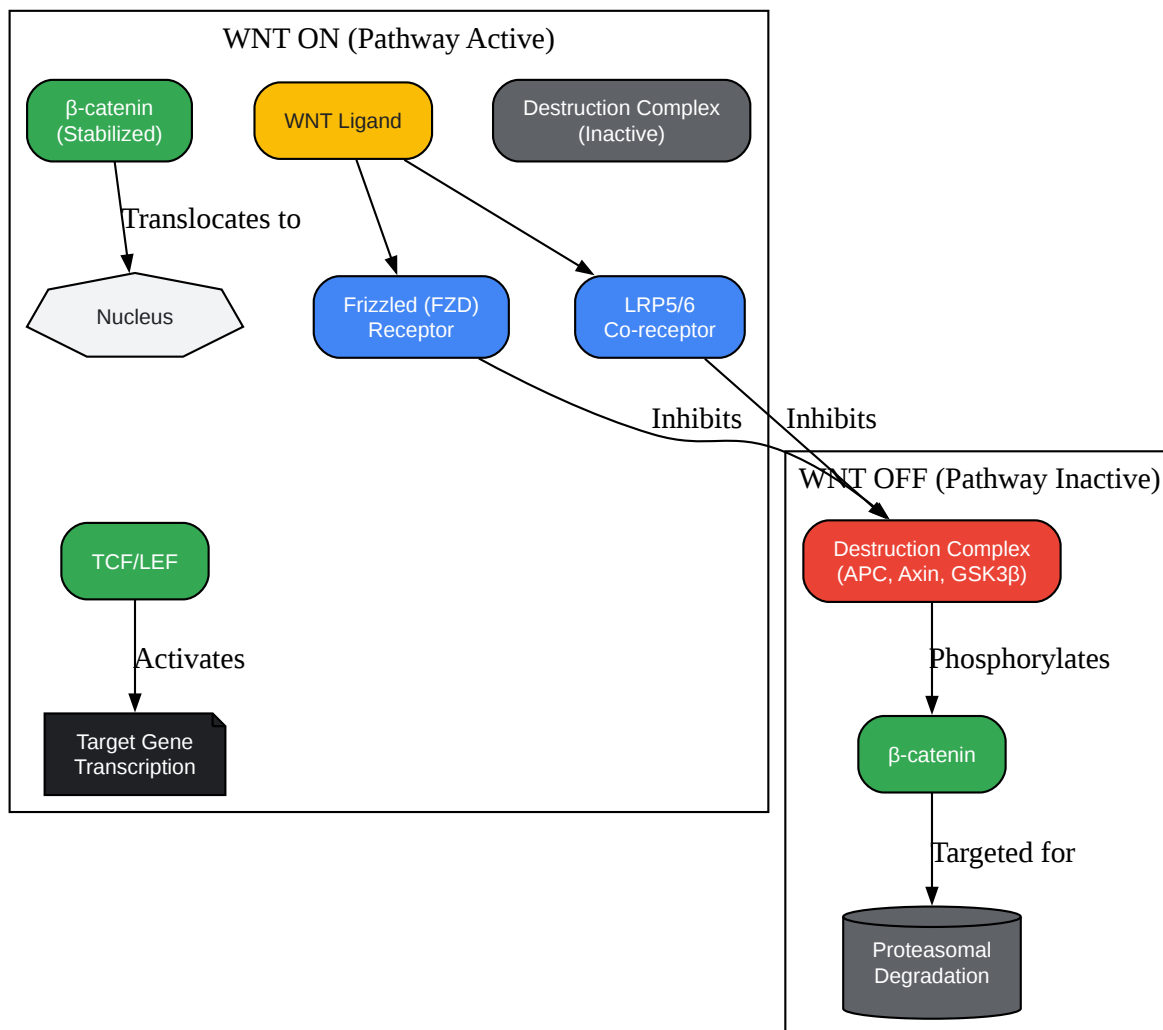 WNT ON (Pathway Active)
β-catenin
(Stabilized)
WNT Ligand
Destruction Complex
(Inactive)
Translocates to
Nucleus
Frizzled (FZD)
Receptor
LRP5/6
Co-receptor
Inhibits
Inhibits
WNT OFF (Pathway Inactive)
TCF/LEF
Destruction Complex
(APC, Axin, GSK3β)
Activates
Phosphorylates
Target Gene
Transcription
β-catenin
Targeted for
Proteasomal
Degradation